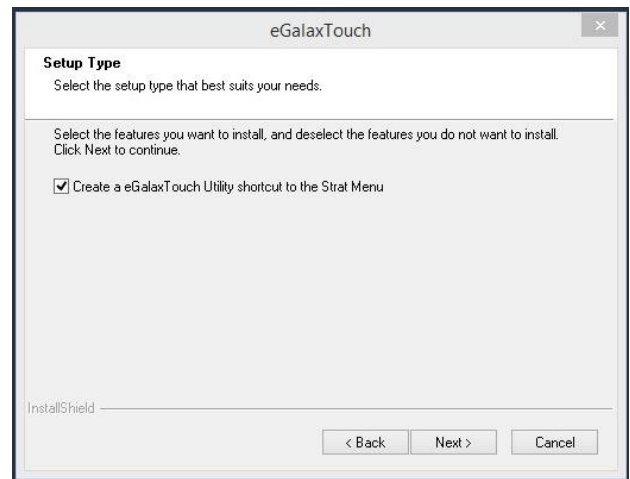 eGalaxTouch
Setup Type
Select the setup type that best suits your needs.
Select the features you want to install, and deselect the features you do not want to install.
Click Next to continue.
Create a eGalaxTouch Utility shortcut to the Strat Menu
InstallShield
< Back Next > Cancel